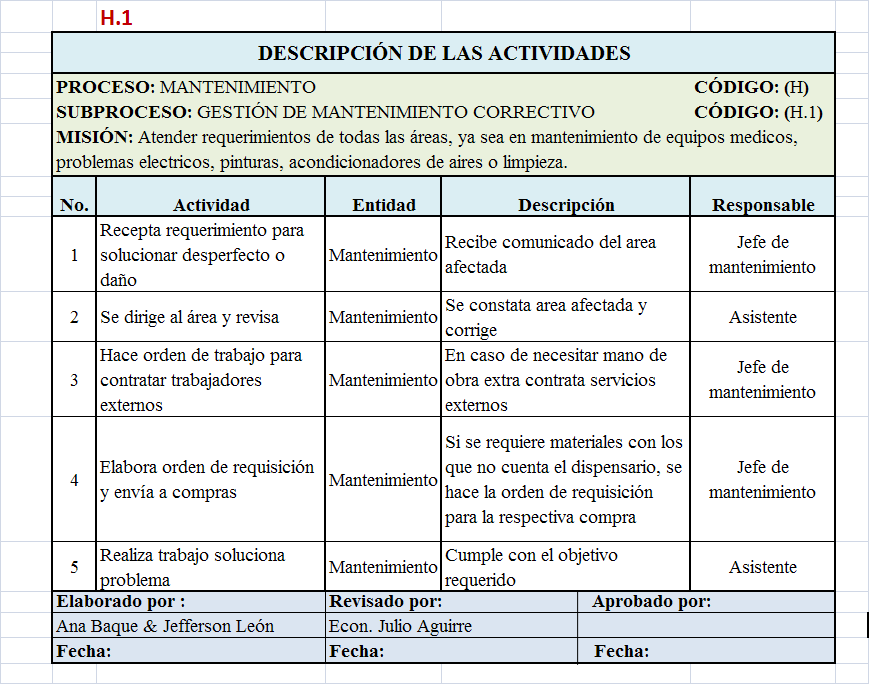 H.1
DESCRIPCIÓN DE LAS ACTIVIDADES
PROCESO: MANTENIMIENTO CÓDIGO: (H)
SUBPROCESO: GESTIÓN DE MANTENIMIENTO CORRECTIVO CÓDIGO: (H.1)
MISIÓN: Atender requerimientos de todas las áreas, ya sea en mantenimiento de equipos medicos,
problemas electricos, pinturas, acondicionadores de aires o limpieza.
No. Actividad Entidad Descripción Responsable
1
Recepta requerimiento para
solucionar desperfecto o
daño
Mantenimiento
Recibe comunicado del area
afectada
Jefe de
mantenimiento
2
Se dirige al área y revisa
Mantenimiento
Se constata area afectada y
corrige
Asistente
3
Hace orden de trabajo para
contratar trabajadores
externos
Mantenimiento
En caso de necesitar mano de
obra extra contrata servicios
externos
Jefe de
mantenimiento
4
Elabora orden de requisición
y envía a compras
Mantenimiento
Si se requiere materiales con los
que no cuenta el dispensario, se
hace la orden de requisición
para la respectiva compra
Jefe de
mantenimiento
5
Realiza trabajo soluciona
problema
Mantenimiento
Cumple con el objetivo
requerido
Asistente
Elaborado por : Revisado por: Aprobado por:
Ana Baque & Jefferson León Econ. Julio Aguirre
Fecha: Fecha: Fecha: